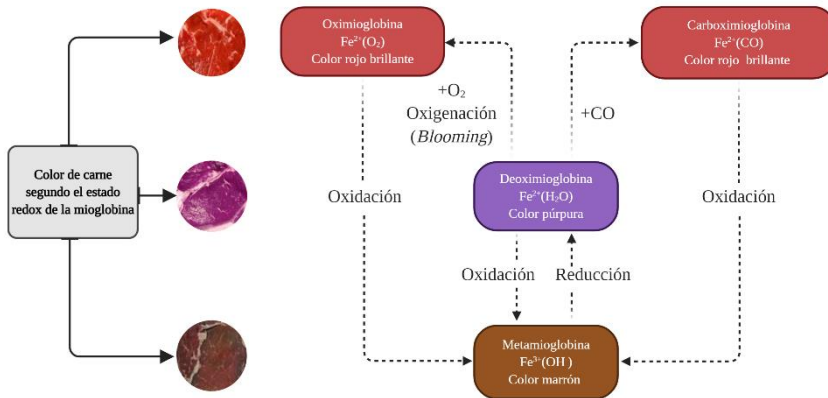 Color de carne
segundo el estado
redox de la mioglobina
Oximioglobina
Fe²⁺(O₂)
Color rojo brillante
Carboximioglobina
Fe²⁺(CO)
Color rojo  brillante
+O₂
Oxigenación
(Blooming)
+CO
Deoximioglobina
Fe²⁺(H₂O)
Color púrpura
Oxidación
Oxidación
Oxidación
Reducción
Metamioglobina
Fe³⁺(OH )
Color marrón